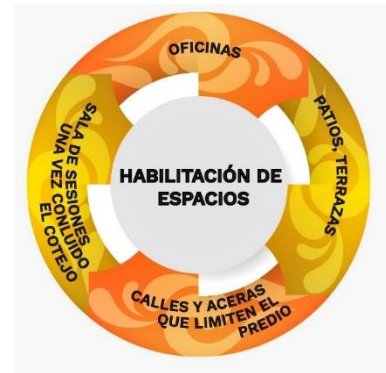 OFICINAS
PATIOS, TERRAZAS
CALLES Y ACERAS
QUE LIMITEN EL
PREDIO
SALA DE SESIONES
UNA VEZ CONLUÍDO
EL COTEJO
HABILITACIÓN DE
ESPACIOS